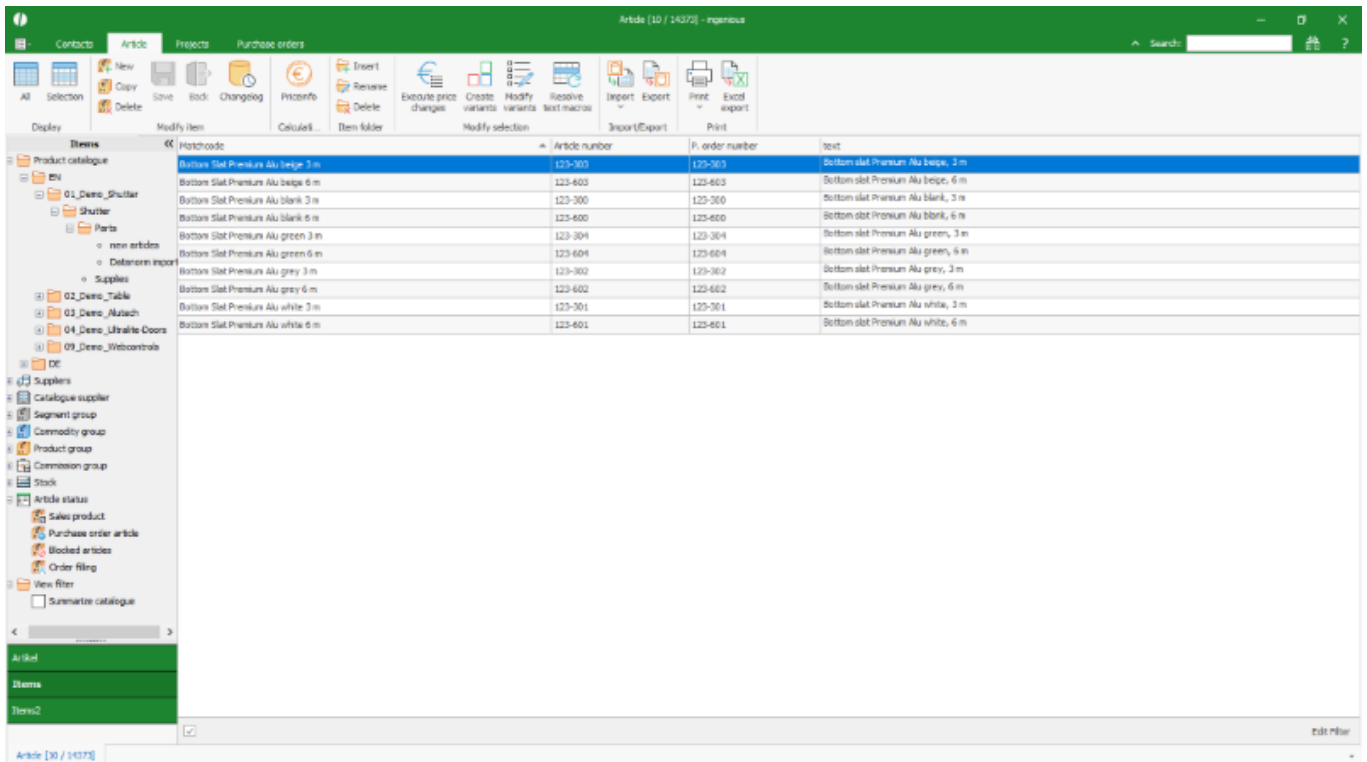 Article [10 / 14373] - ingenious
Contacts Article Projects Purchase orders Search: ?
New Insert
Copy Rename
Delete Delete
All Selection Save Back Changelog Priceinfo Execute price changes Create variants Modify variants Resolve text macros Import Export Print Excel export
Display Modify item Calculati... Item folder Modify selection Import/Export Print
Items Matchcode Article number P. order number text
Product catalogue
Bottom Slat Premium Alu beige 3 m 123-303 123-303 Bottom slat Premium Alu beige, 3 m
EN
Bottom Slat Premium Alu beige 6 m 123-603 123-603 Bottom slat Premium Alu beige, 6 m
01_Demo_Shutter
Bottom Slat Premium Alu blank 3 m 123-300 123-300 Bottom slat Premium Alu blank, 3 m
Shutter
Bottom Slat Premium Alu blank 6 m 123-600 123-600 Bottom slat Premium Alu blank, 6 m
Parts
Bottom Slat Premium Alu green 3 m 123-304 123-304 Bottom slat Premium Alu green, 3 m
new articles
Bottom Slat Premium Alu green 6 m 123-604 123-604 Bottom slat Premium Alu green, 6 m
Datanorm import
Bottom Slat Premium Alu grey 3 m 123-302 123-302 Bottom slat Premium Alu grey, 3 m
Supplies
Bottom Slat Premium Alu grey 6 m 123-602 123-602 Bottom slat Premium Alu grey, 6 m
02_Demo_Table
Bottom Slat Premium Alu white 3 m 123-301 123-301 Bottom slat Premium Alu white, 3 m
03_Demo_Alutech
Bottom Slat Premium Alu white 6 m 123-601 123-601 Bottom slat Premium Alu white, 6 m
04_Demo_Ultralite-Doors
09_Demo_Webcontrols
DE
Suppliers
Catalogue supplier
Segment group
Commodity group
Product group
Commission group
Stock
Article status
Sales product
Purchase order article
Blocked articles
Order filing
View filter
Summarize catalogue
Artikel
Items
Items2
Edit Filter
Article [10 / 14373]